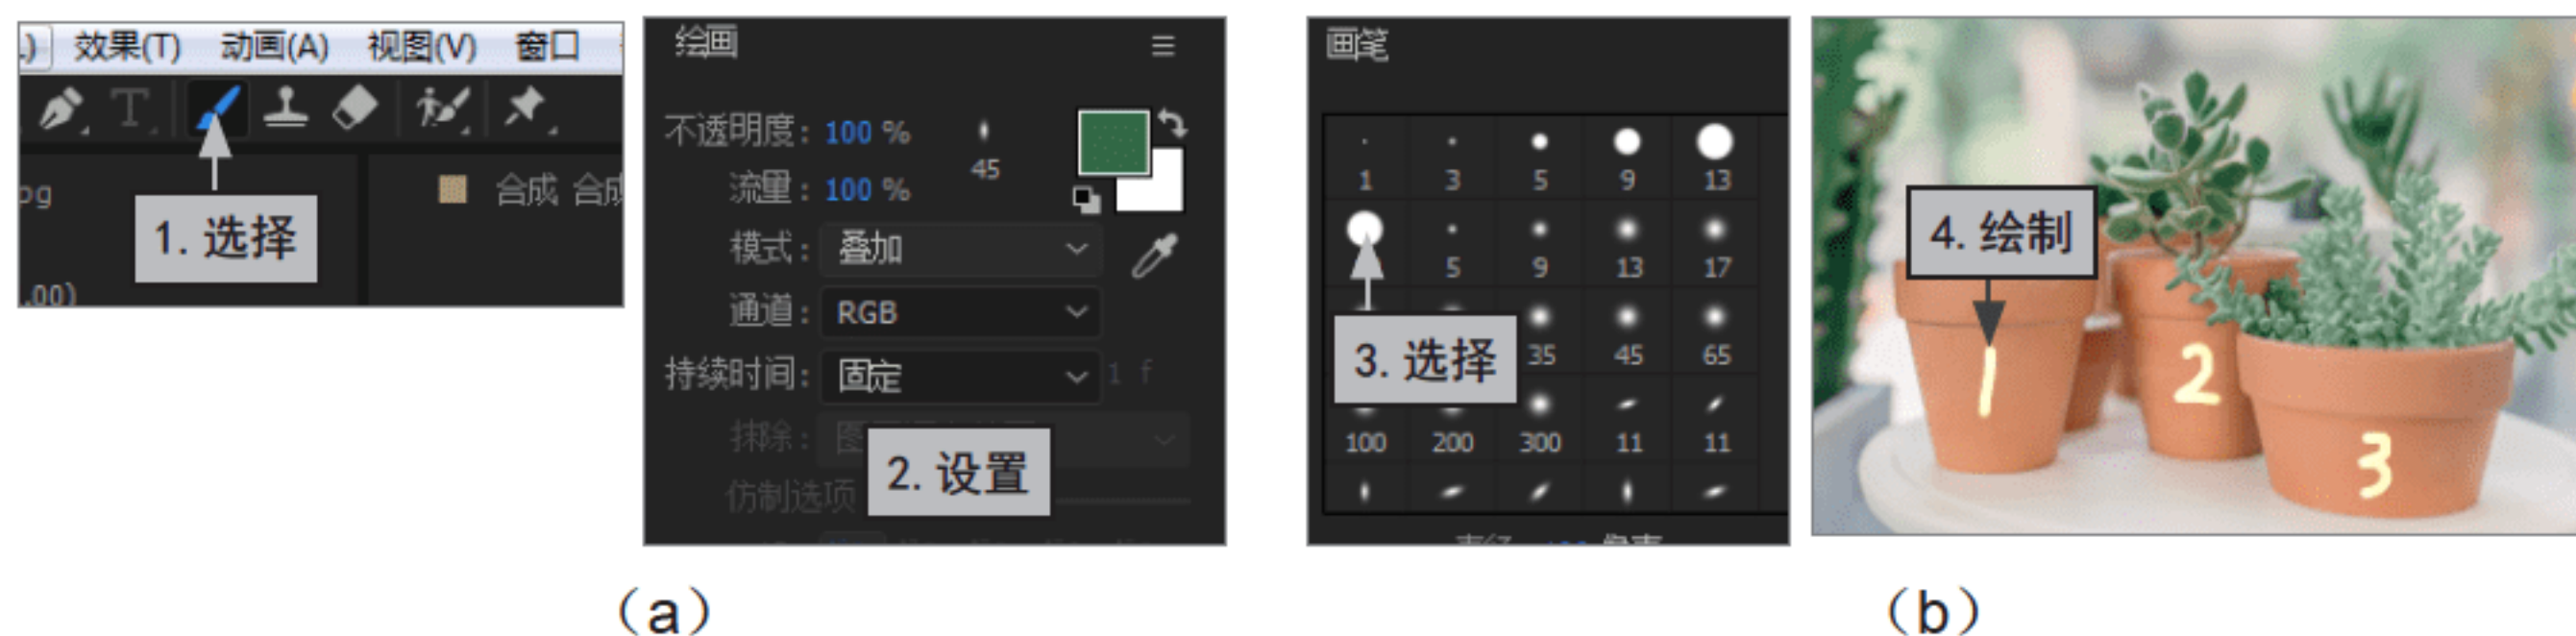 效果(T) 动画(A) 视图(V) 窗口
T
合成 合成
1. 选择
.00)
绘画
不透明度: 100 %
45
流量: 100 %
模式: 叠加
通道: RGB
持续时间: 固定 1 f
抹除:
2. 设置
仿制选项
画笔
1 3 5 9 13
5 9 13 17
3. 选择 35 45 65
100 200 300 11 11
4. 绘制
1 2 3
(a)
(b)